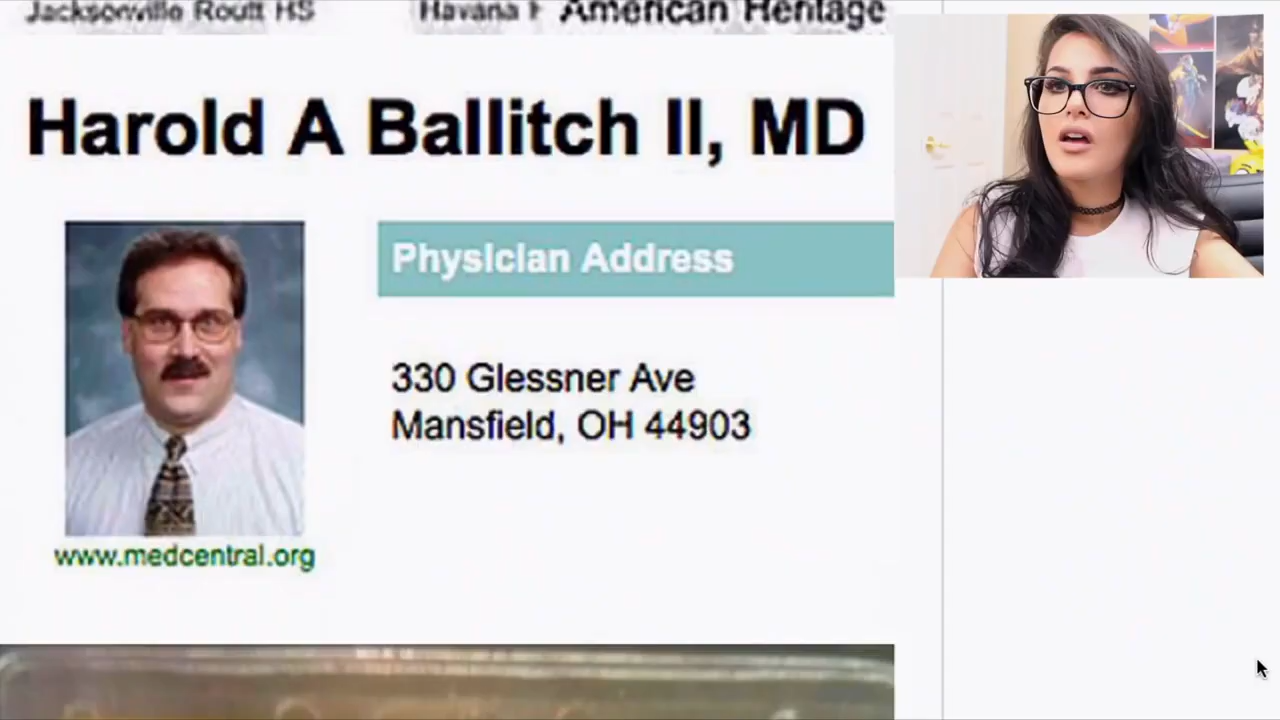 Jacksonville Routt HS
Havana
American Heritage
Harold A Ballitch II, MD
Physician Address
330 Glessner Ave
Mansfield, OH 44903
www.medcentral.org